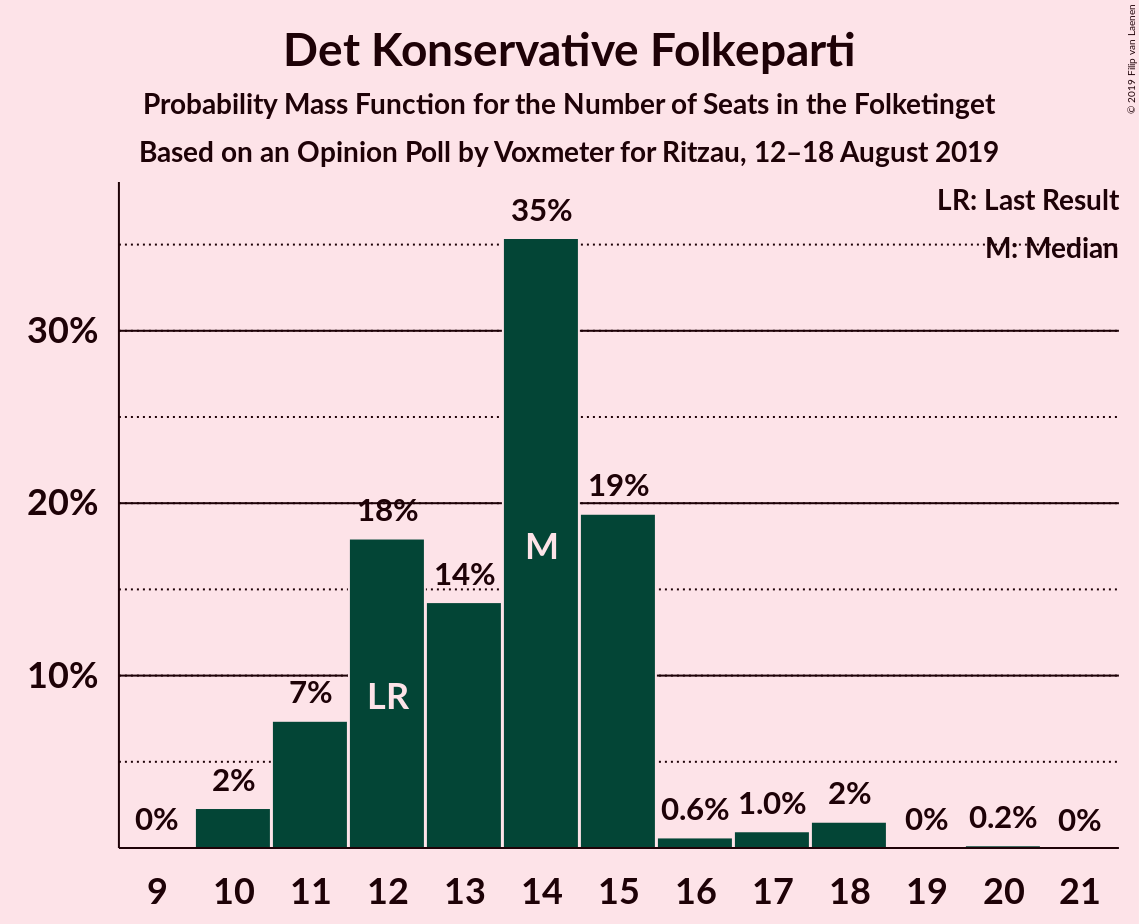 Det Konservative Folkeparti
Probability Mass Function for the Number of Seats in the Folketinget
Based on an Opinion Poll by Voxmeter for Ritzau, 12–18 August 2019
© 2019 Filip van Laenen
LR: Last Result
M: Median
30%
20%
10%
0%
2%
7%
18%
14%
35%
19%
0.6%
1.0%
2%
0%
0.2%
0%
LR
M
9 10 11 12 13 14 15 16 17 18 19 20 21